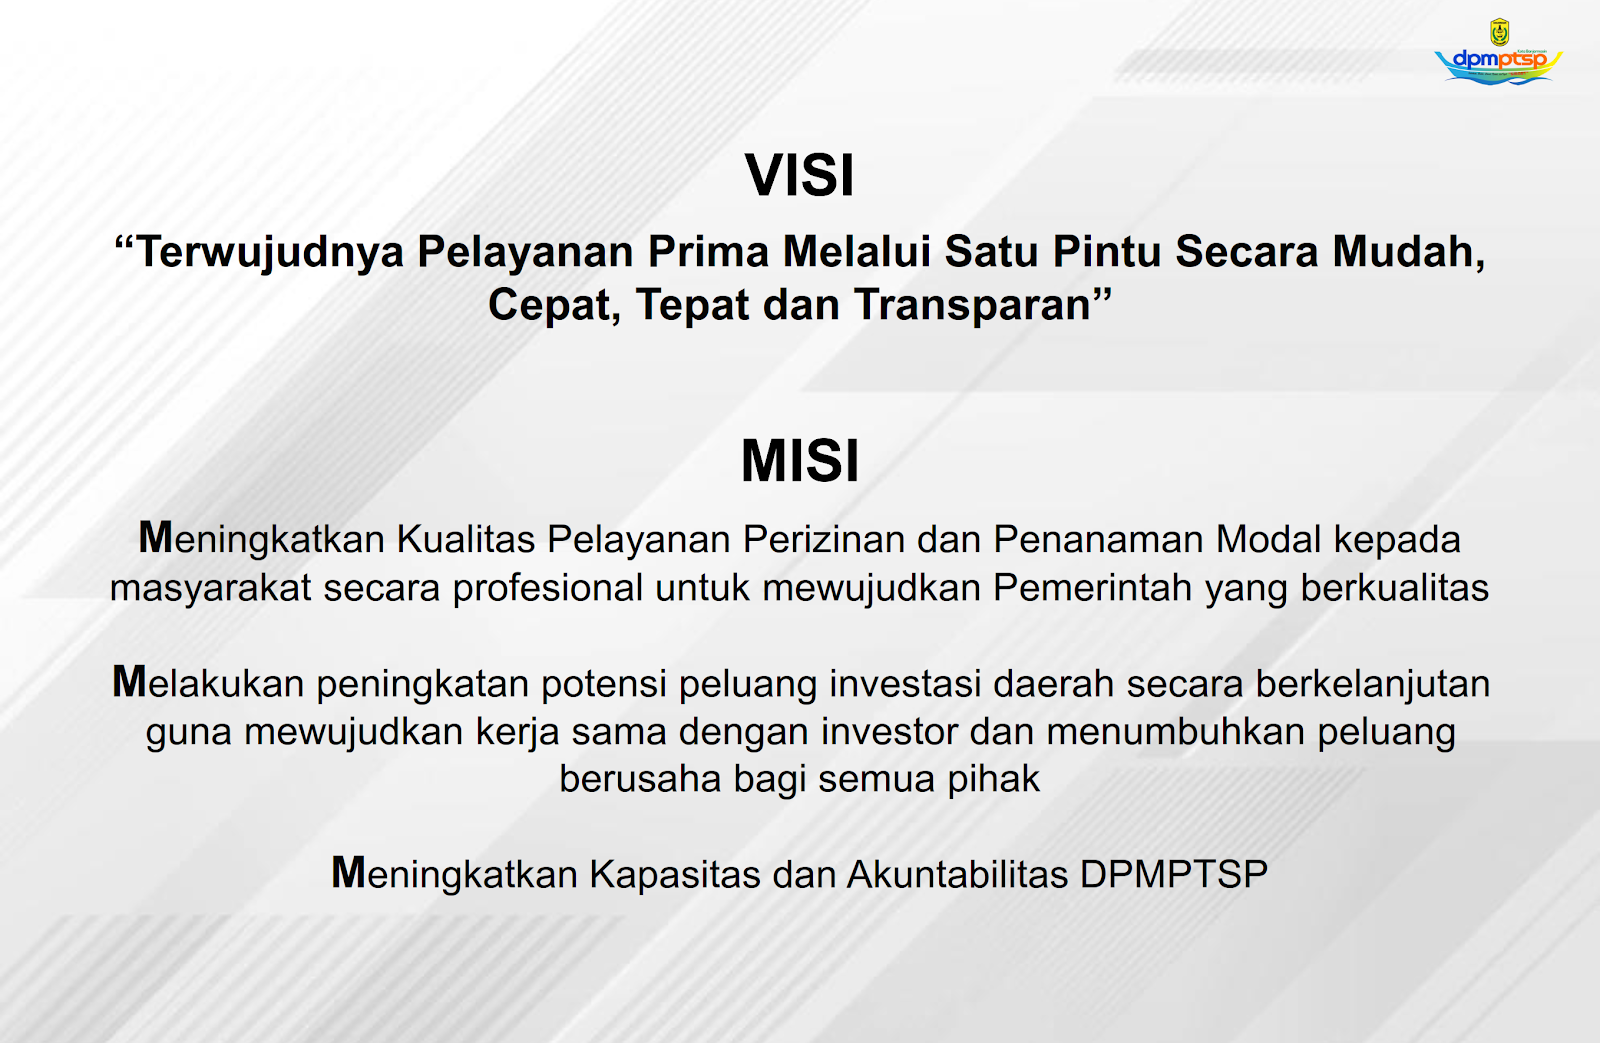 dpmptsp
VISI
“Terwujudnya Pelayanan Prima Melalui Satu Pintu Secara Mudah,
Cepat, Tepat dan Transparan”
MISI
Meningkatkan Kualitas Pelayanan Perizinan dan Penanaman Modal kepada
masyarakat secara profesional untuk mewujudkan Pemerintah yang berkualitas
Melakukan peningkatan potensi peluang investasi daerah secara berkelanjutan
guna mewujudkan kerja sama dengan investor dan menumbuhkan peluang
berusaha bagi semua pihak
Meningkatkan Kapasitas dan Akuntabilitas DPMPTSP